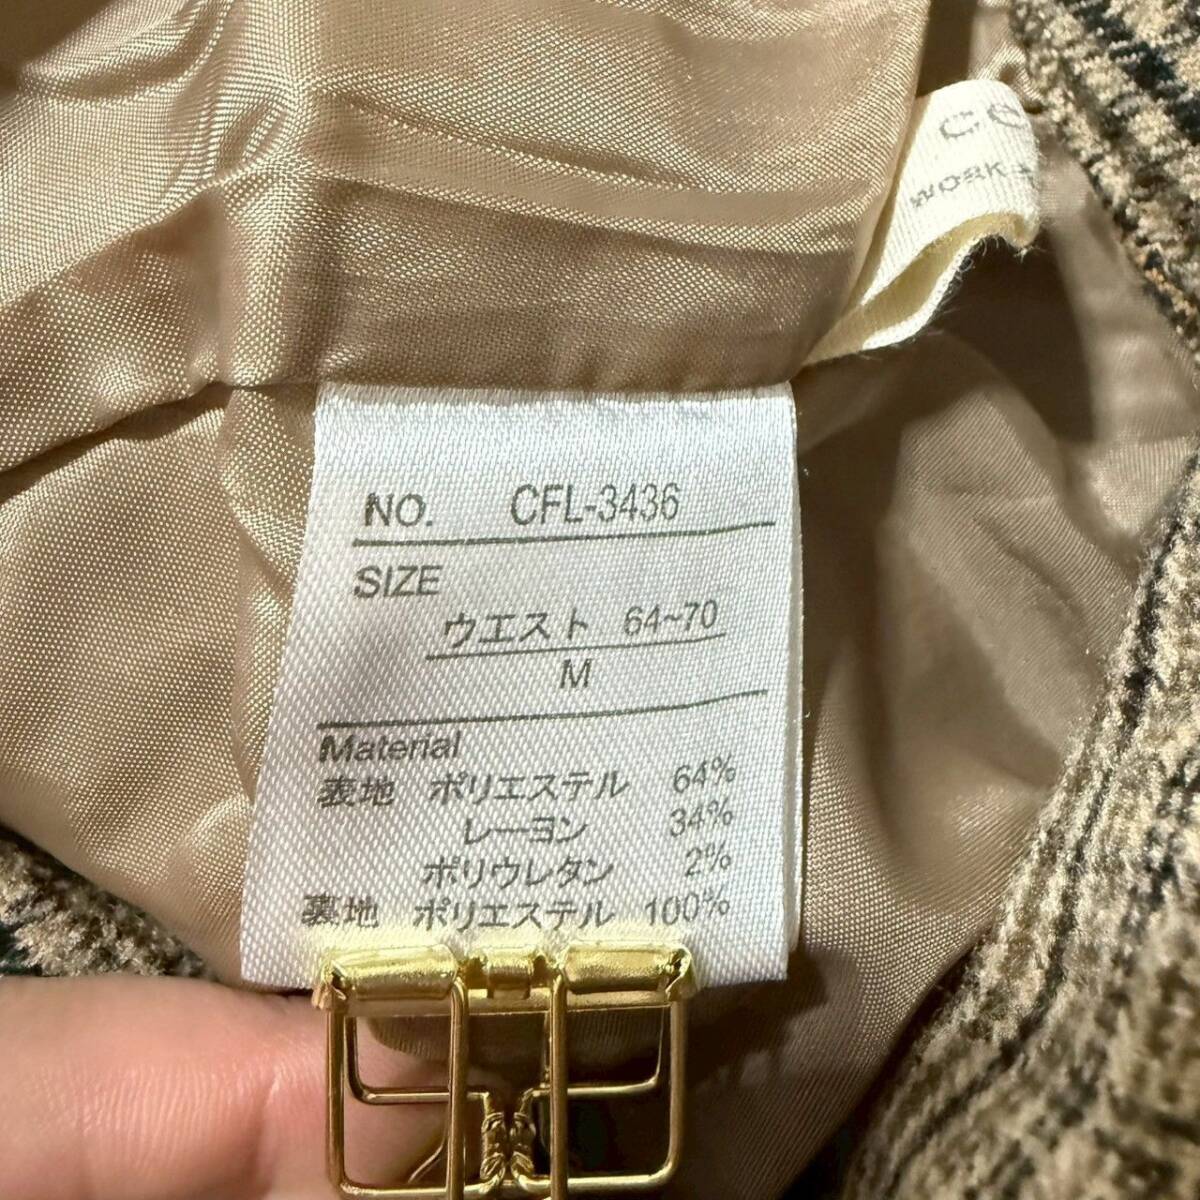 NO. CFL-3436
SIZE
ウエスト 64~70
M
Material
表地 ポリエステル 64%
レーヨン 34%
ポリウレタン 2%
裏地 ポリエステル 100%
WORK